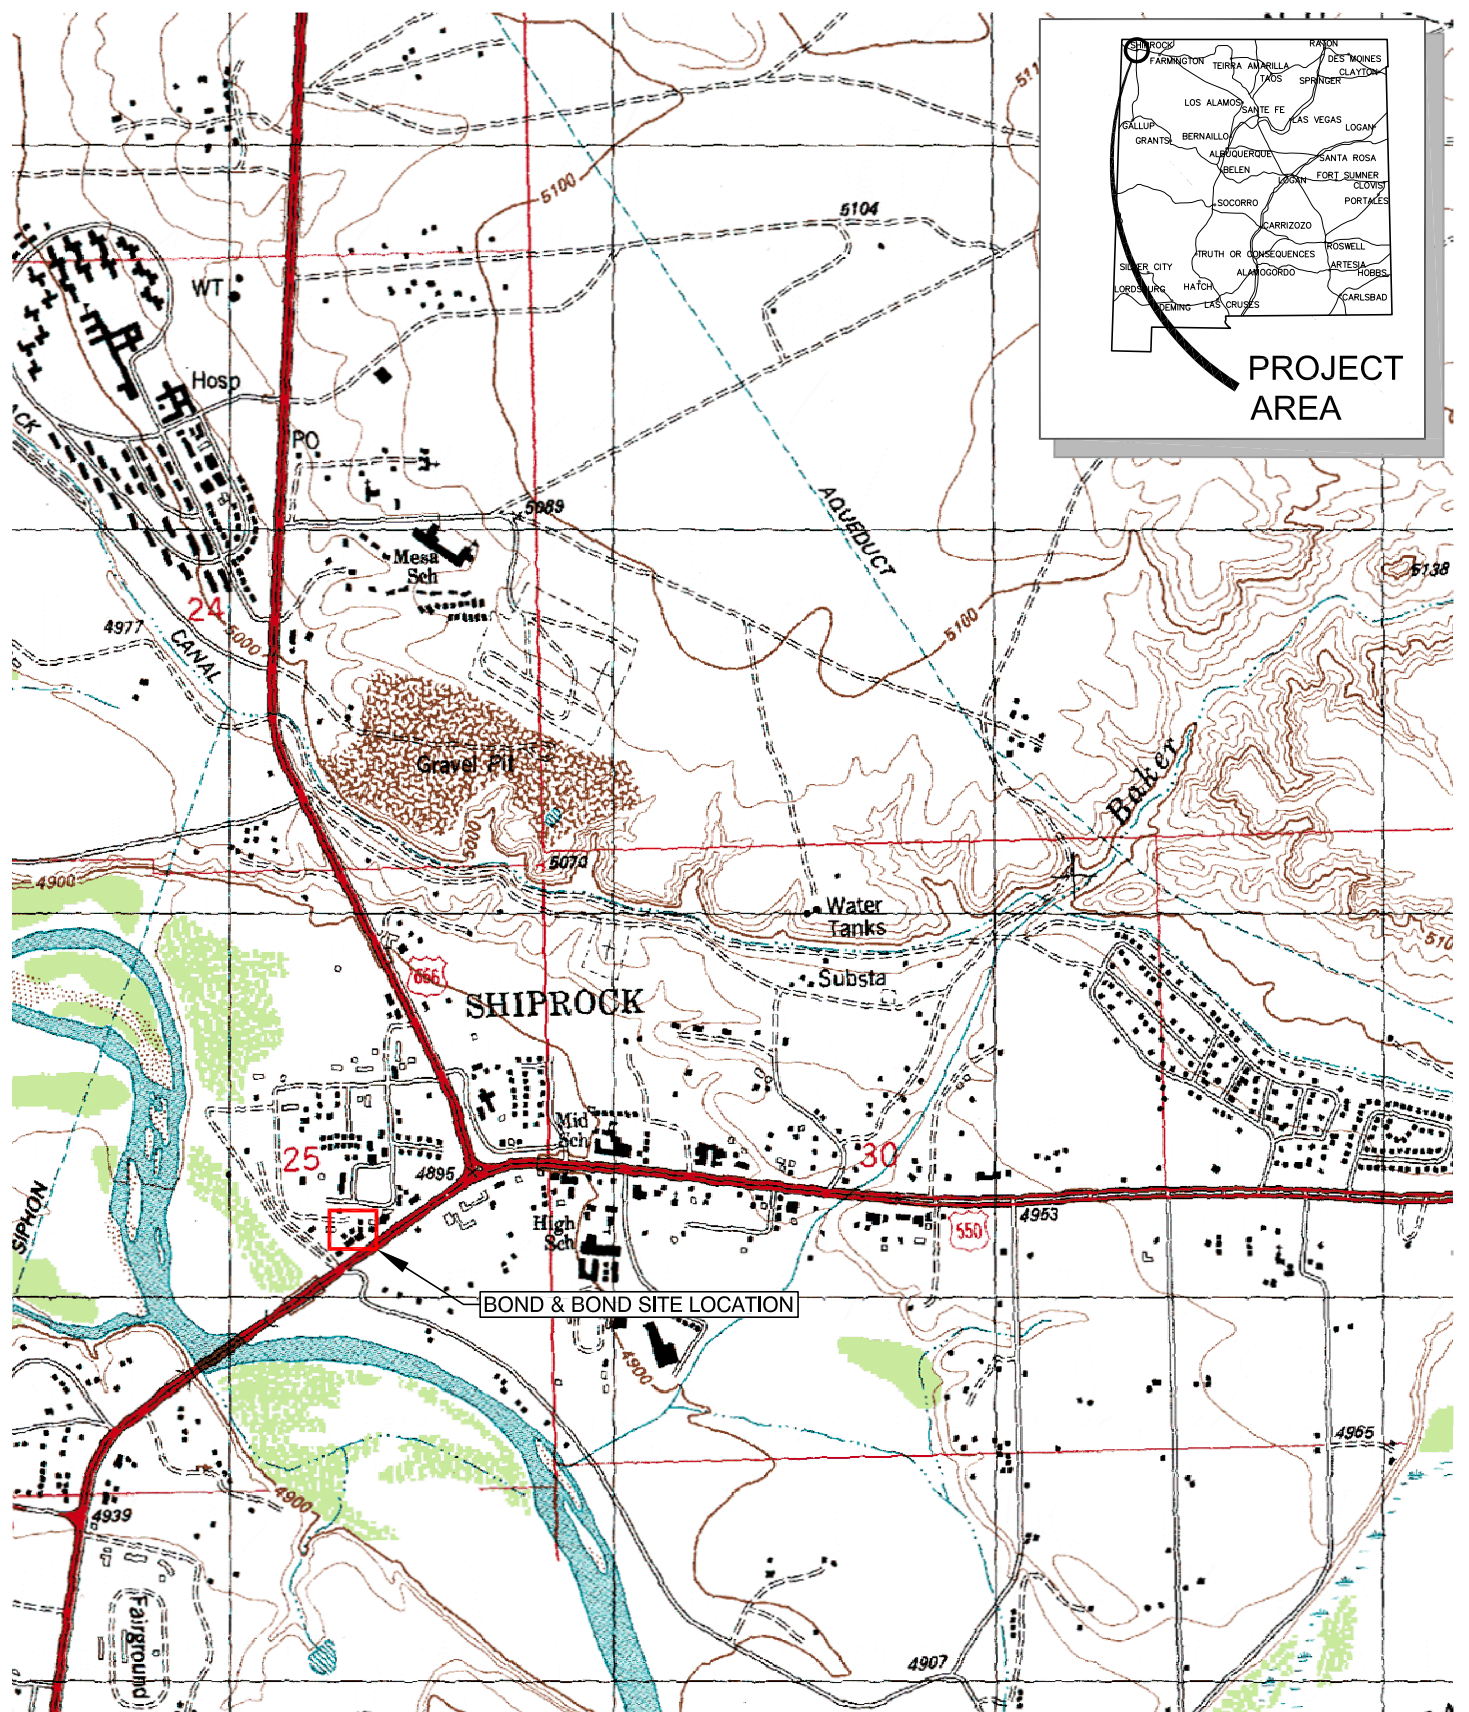 SHIPROCK
FARMINGTON
TEIRRA AMARILLA
RATON
DES MOINES
CLAYTON
TAOS
SPRINGER
LOS ALAMOS
SANTE FE
LAS VEGAS
LOGAN
GALLUP
GRANTS
BERNAILLO
ALBUQUERQUE
BELEN
SANTA ROSA
LOGAN
FORT SUMNER
CLOVIS
PORTALES
SOCORRO
CARRIZOZO
ROSWELL
TRUTH OR CONSEQUENCES
ARTESIA
SILVER CITY
ALAMOGORDO
HOBBS
LORDSBURG
HATCH
DEMING
LAS CRUSES
CARLSBAD
PROJECT
AREA
5100
5104
WT
Hosp
PO
5089
AQUEDUCT
Mesa
Sch
5138
24
4977
CANAL
5000
5100
Gravel Pit
Baker
5000
5070
4900
Water
Tanks
Substa
666
SHIPROCK
Mid
Sch
25
4895
30
SIPHON
High
Sch
550
4953
BOND & BOND SITE LOCATION
4900
4965
4900
4939
Fairground
4907